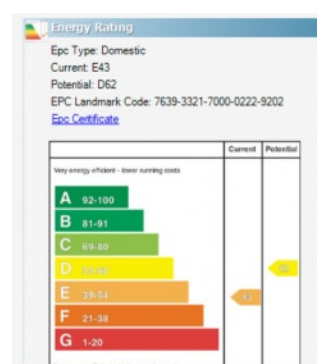 Energy Rating
Epc Type: Domestic
Current: E43
Potential: D62
EPC Landmark Code: 7639-3321-7000-0222-9202
Epc Certificate
Current Potential
Very energy efficient - lower running costs
A 92-100
B 81-91
C 69-80
D
E 39-54
F 21-38
G 1-20